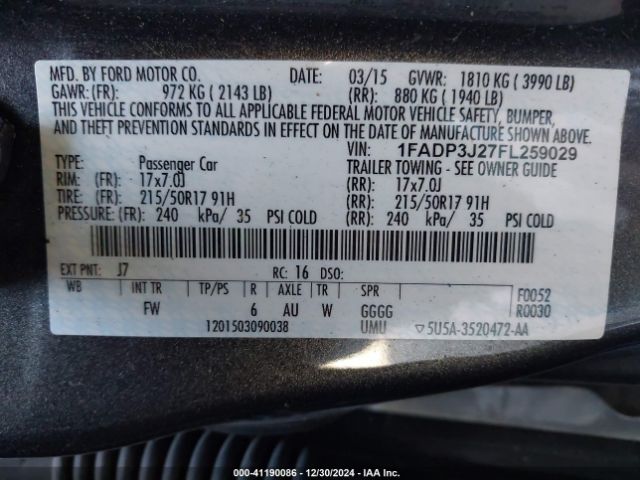 MFD. BY FORD MOTOR CO. DATE: 03/15 GVWR: 1810 KG ( 3990 LB)
GAWR: (FR) 972 KG ( 2143 LB) (RR) 880 KG ( 1940 LB)
THIS VEHICLE CONFORMS TO ALL APPLICABLE FEDERAL MOTOR VEHICLE SAFETY, BUMPER,
AND THEFT PREVENTION STANDARDS IN EFFECT ON THE DATE OF MANUFACTURE SHOWN ABOVE.
VIN: 1FADP3J27FL259029
TYPE: Passenger Car TRAILER TOWING - SEE OWNER GUIDE
RIM: (FR) 17x7.0J (RR) 17x7.0J
TIRE: (FR) 215/50R17 91H (RR) 215/50R17 91H
PRESSURE: (FR) 240 kPa/ 35 PSI COLD (RR) 240 kPa/ 35 PSI COLD
EXT PNT: J7 RC: 16 DSO:
WB INT TR TP/PS R AXLE TR SPR F0052
FW 6 AU W GGGG R0030
1201503090038 UMU ▽5U5A-3520472-AA
000-41190086 - 12/30/2024 - IAA Inc.